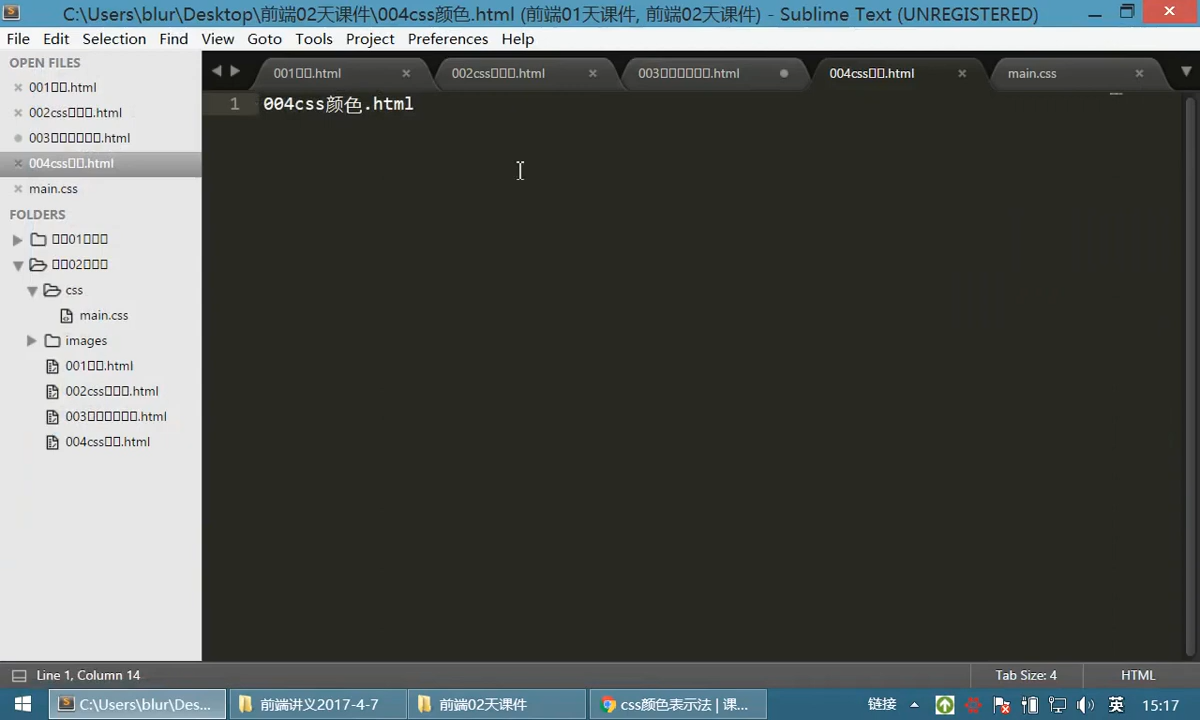 C:\Users\blur\Desktop\前端02天课件\004css颜色.html (前端01天课件, 前端02天课件) - Sublime Text (UNREGISTERED)
File Edit Selection Find View Goto Tools Project Preferences Help
OPEN FILES
001▯▯.html
002css▯▯▯.html
003▯▯▯▯▯▯.html
004css▯▯.html
main.css
FOLDERS
▯▯01▯▯▯
▯▯02▯▯▯
css
main.css
images
001▯▯.html
002css▯▯▯.html
003▯▯▯▯▯▯.html
004css▯▯.html
001▯▯.html 002css▯▯▯.html 003▯▯▯▯▯▯.html 004css▯▯.html main.css
1 004css颜色.html
Line 1, Column 14 Tab Size: 4 HTML
C:\Users\blur\Des... 前端讲义2017-4-7 前端02天课件 css颜色表示法 | 课... 链接 英 15:17